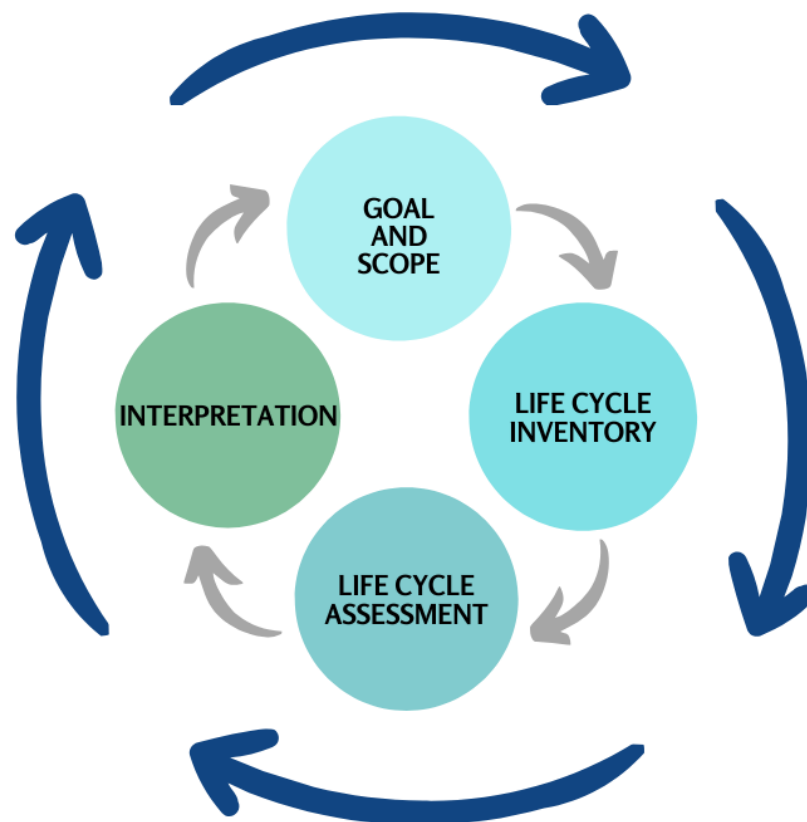 GOAL
AND
SCOPE
LIFE CYCLE
INVENTORY
LIFE CYCLE
ASSESSMENT
INTERPRETATION